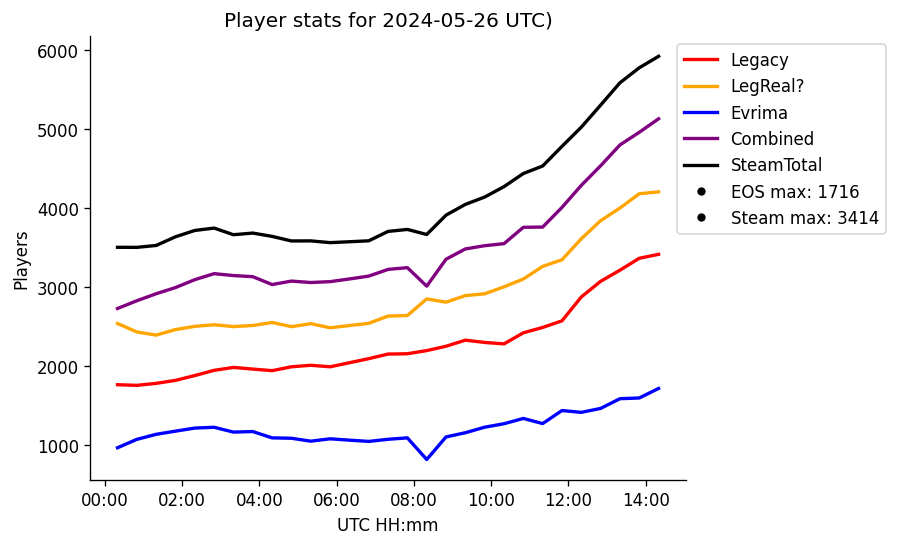 Player stats for 2024-05-26 UTC)
6000
5000
4000
3000
2000
1000
Players
00:00 02:00 04:00 06:00 08:00 10:00 12:00 14:00
UTC HH:mm
Legacy
LegReal?
Evrima
Combined
SteamTotal
EOS max: 1716
Steam max: 3414